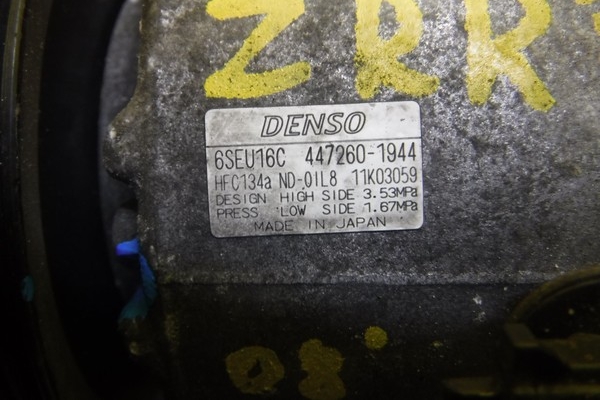 ZRR
DENSO
6SEU16C 447260-1944
HFC134a ND-OIL8 11K03059
DESIGN HIGH SIDE 3.53MPa
PRESS LOW SIDE 1.67MPa
MADE IN JAPAN
08